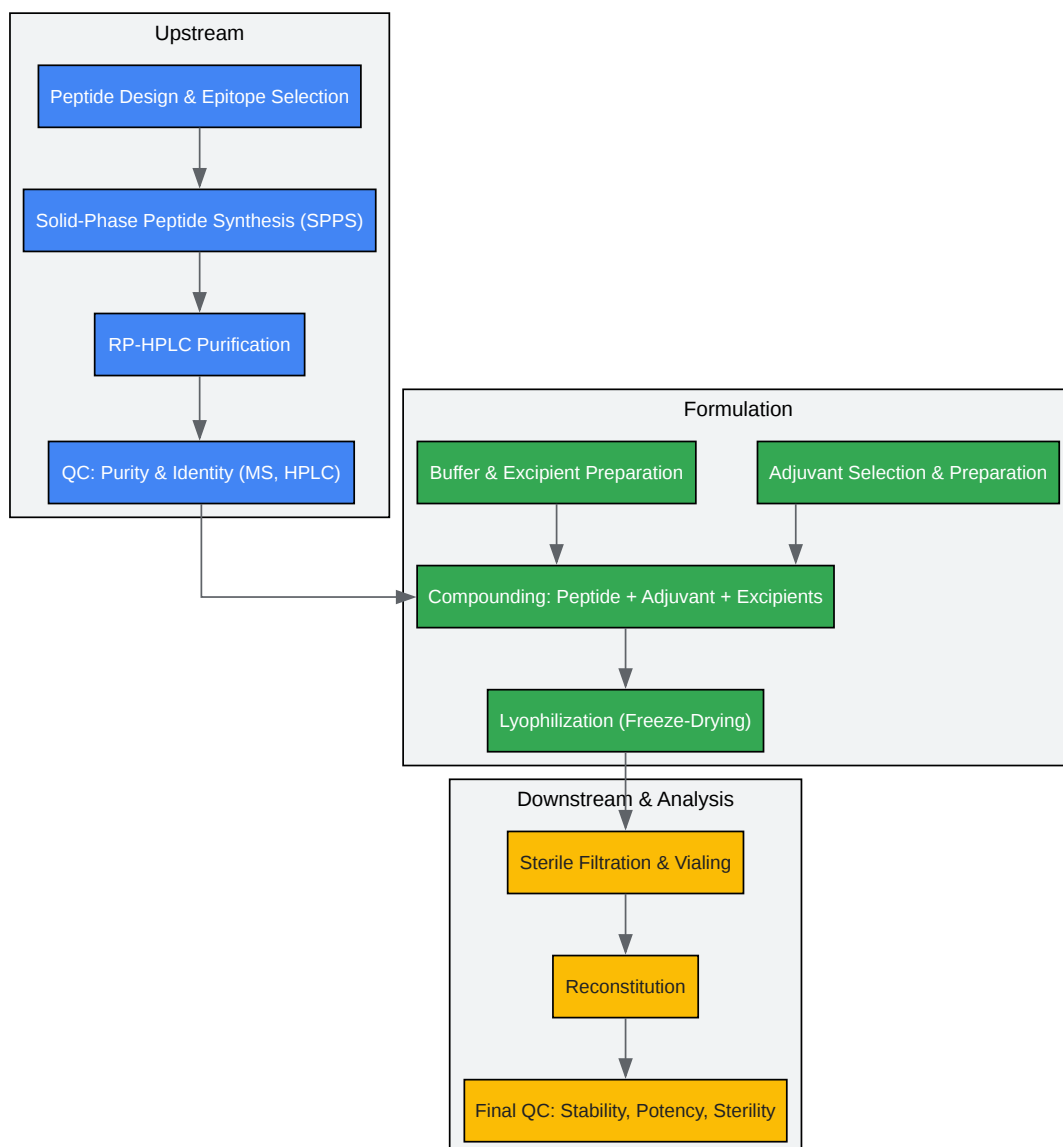 Upstream
Peptide Design & Epitope Selection
Solid-Phase Peptide Synthesis (SPPS)
RP-HPLC Purification
QC: Purity & Identity (MS, HPLC)
Formulation
Buffer & Excipient Preparation
Adjuvant Selection & Preparation
Compounding: Peptide + Adjuvant + Excipients
Lyophilization (Freeze-Drying)
Downstream & Analysis
Sterile Filtration & Vialing
Reconstitution
Final QC: Stability, Potency, Sterility